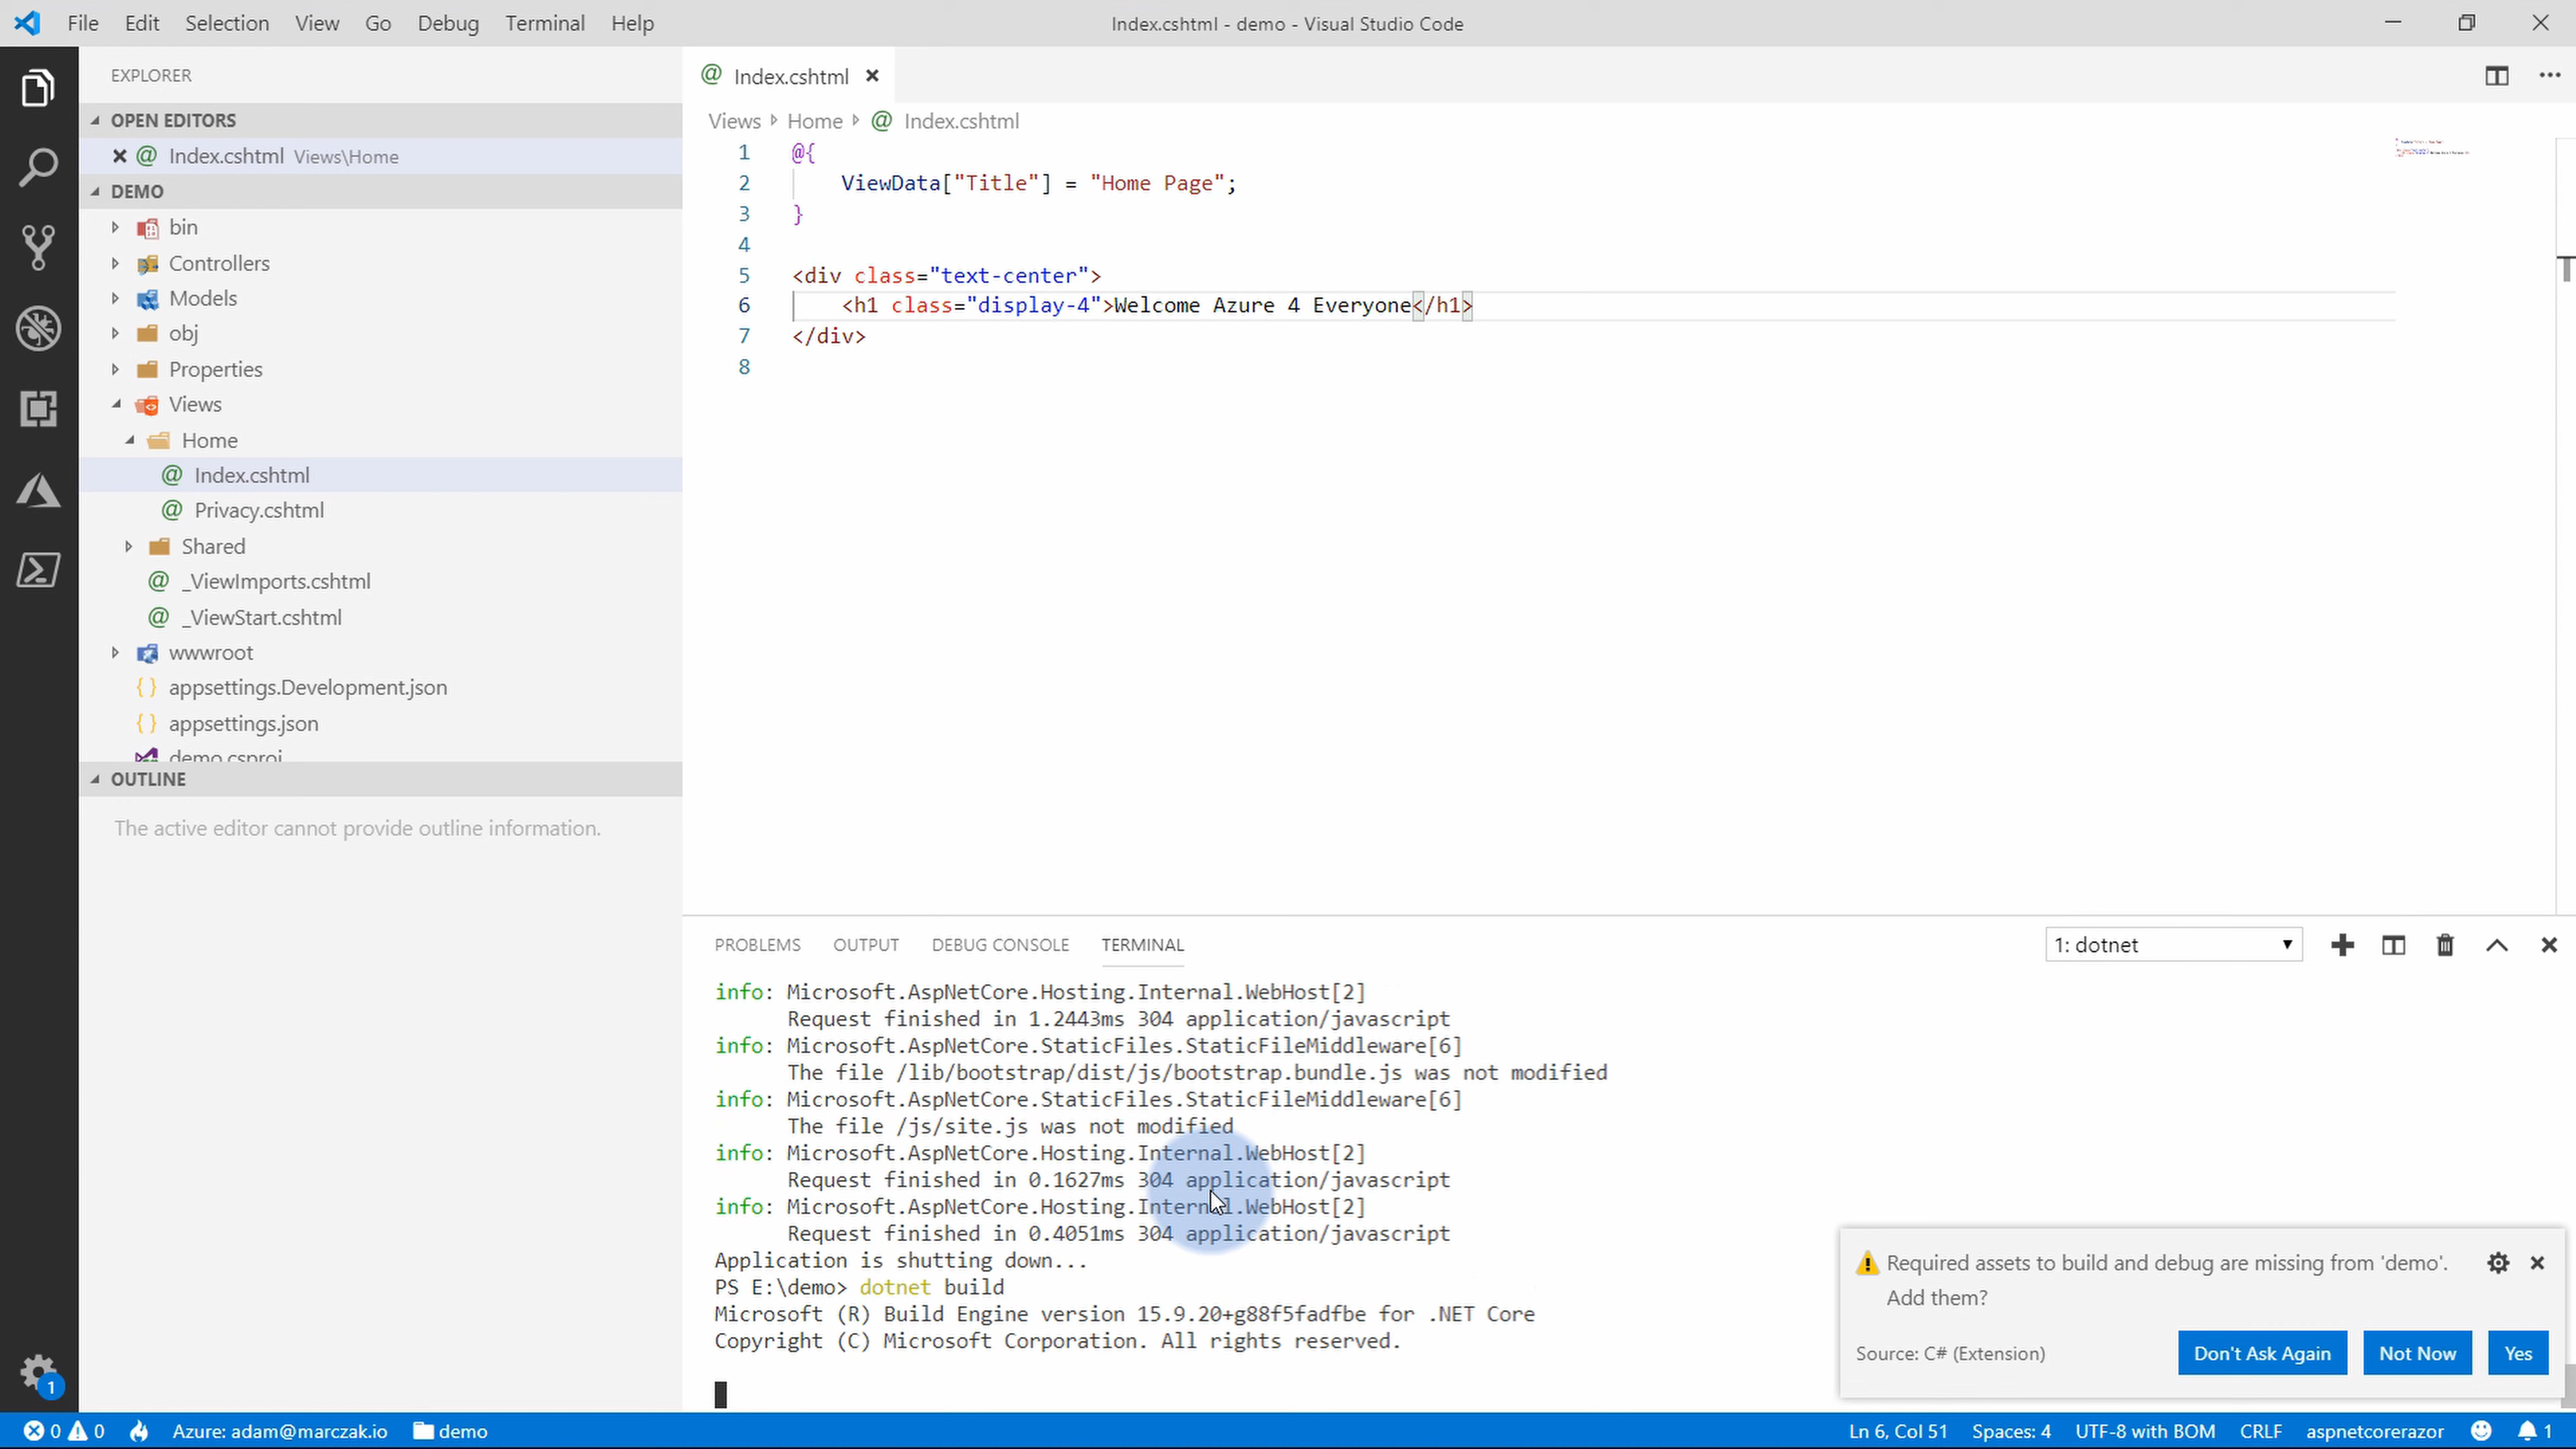 File Edit Selection View Go Debug Terminal Help
Index.cshtml - demo - Visual Studio Code
EXPLORER
OPEN EDITORS
Index.cshtml Views\Home
DEMO
bin
Controllers
Models
obj
Properties
Views
Home
Index.cshtml
Privacy.cshtml
Shared
_ViewImports.cshtml
_ViewStart.cshtml
wwwroot
appsettings.Development.json
appsettings.json
demo.csproj
OUTLINE
The active editor cannot provide outline information.
Index.cshtml
Views Home Index.cshtml
1 @{
2 ViewData["Title"] = "Home Page";
3 }
4
5 <div class="text-center">
6 <h1 class="display-4">Welcome Azure 4 Everyone</h1>
7 </div>
8
PROBLEMS OUTPUT DEBUG CONSOLE TERMINAL
1: dotnet
info: Microsoft.AspNetCore.Hosting.Internal.WebHost[2]
Request finished in 1.2443ms 304 application/javascript
info: Microsoft.AspNetCore.StaticFiles.StaticFileMiddleware[6]
The file /lib/bootstrap/dist/js/bootstrap.bundle.js was not modified
info: Microsoft.AspNetCore.StaticFiles.StaticFileMiddleware[6]
The file /js/site.js was not modified
info: Microsoft.AspNetCore.Hosting.Internal.WebHost[2]
Request finished in 0.1627ms 304 application/javascript
info: Microsoft.AspNetCore.Hosting.Internal.WebHost[2]
Request finished in 0.4051ms 304 application/javascript
Application is shutting down...
PS E:\demo> dotnet build
Microsoft (R) Build Engine version 15.9.20+g88f5fadfbe for .NET Core
Copyright (C) Microsoft Corporation. All rights reserved.
Required assets to build and debug are missing from 'demo'.
Add them?
Source: C# (Extension)
Don't Ask Again Not Now Yes
1
0 0 Azure: adam@marczak.io demo
Ln 6, Col 51 Spaces: 4 UTF-8 with BOM CRLF aspnetcorerazor 1